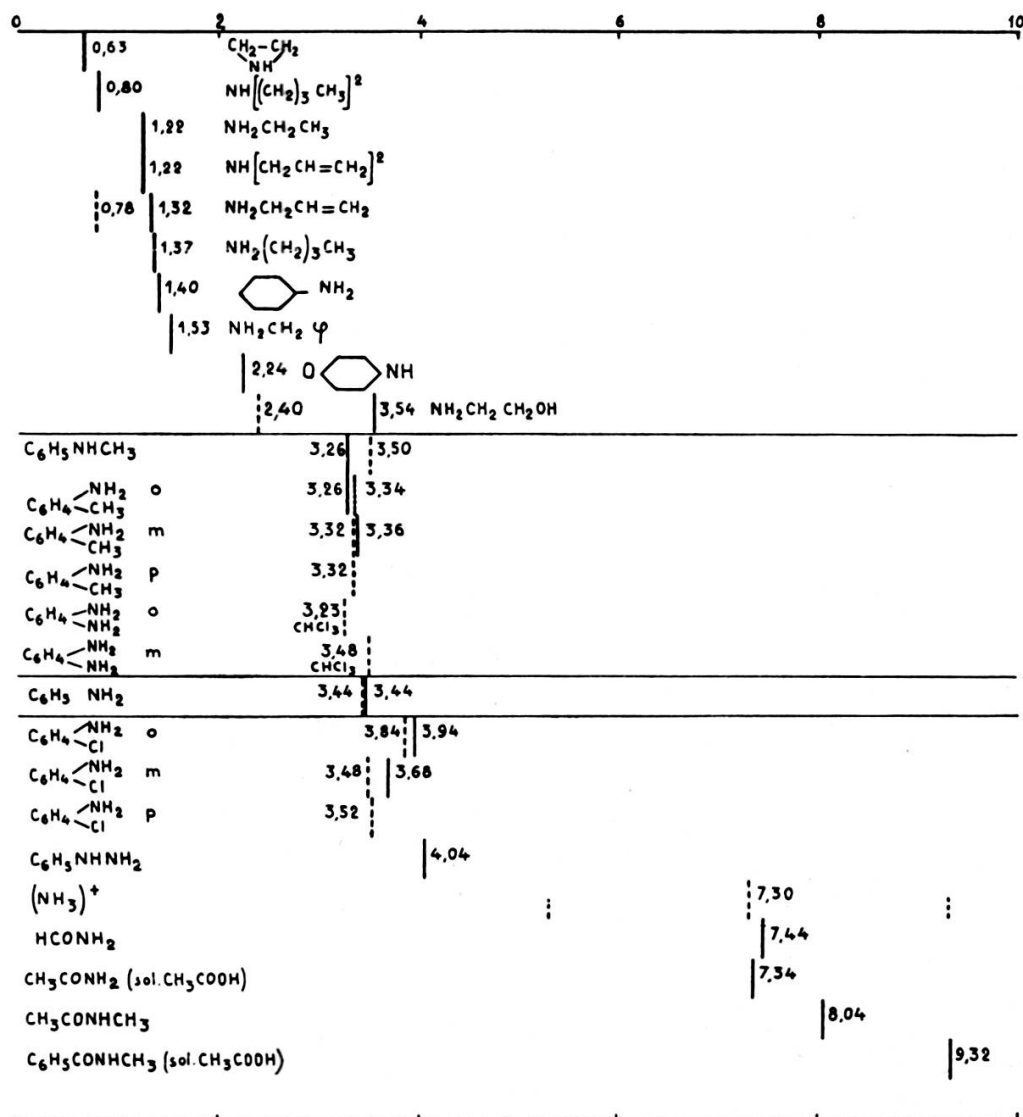 0 2 4 6 8 10
0,63 CH₂-CH₂
NH
0,80 NH[(CH₂)₃ CH₃]²
1,22 NH₂CH₂CH₃
1,22 NH[CH₂CH=CH₂]²
0,78 1,32 NH₂CH₂CH=CH₂
1,37 NH₂(CH₂)₃CH₃
1,40 NH₂
1,53 NH₂CH₂ φ
2,24 O NH
2,40 3,54 NH₂CH₂CH₂OH
C₆H₅NHCH₃ 3,26 3,50
C₆H₄ NH₂ CH₃ o 3,26 3,34
C₆H₄ NH₂ CH₃ m 3,32 3,36
C₆H₄ NH₂ CH₃ p 3,32
C₆H₄ NH₂ NH₂ o 3,23 CHCl₃
C₆H₄ NH₂ NH₂ m 3,48 CHCl₃
C₆H₅ NH₂ 3,44 3,44
C₆H₄ NH₂ Cl o 3,84 3,94
C₆H₄ NH₂ Cl m 3,48 3,68
C₆H₄ NH₂ Cl p 3,52
C₆H₅NHNH₂ 4,04
(NH₃)⁺ 7,30
HCONH₂ 7,44
CH₃CONH₂ (sol.CH₃COOH) 7,34
CH₃CONHCH₃ 8,04
C₆H₅CONHCH₃ (sol.CH₃COOH) 9,32